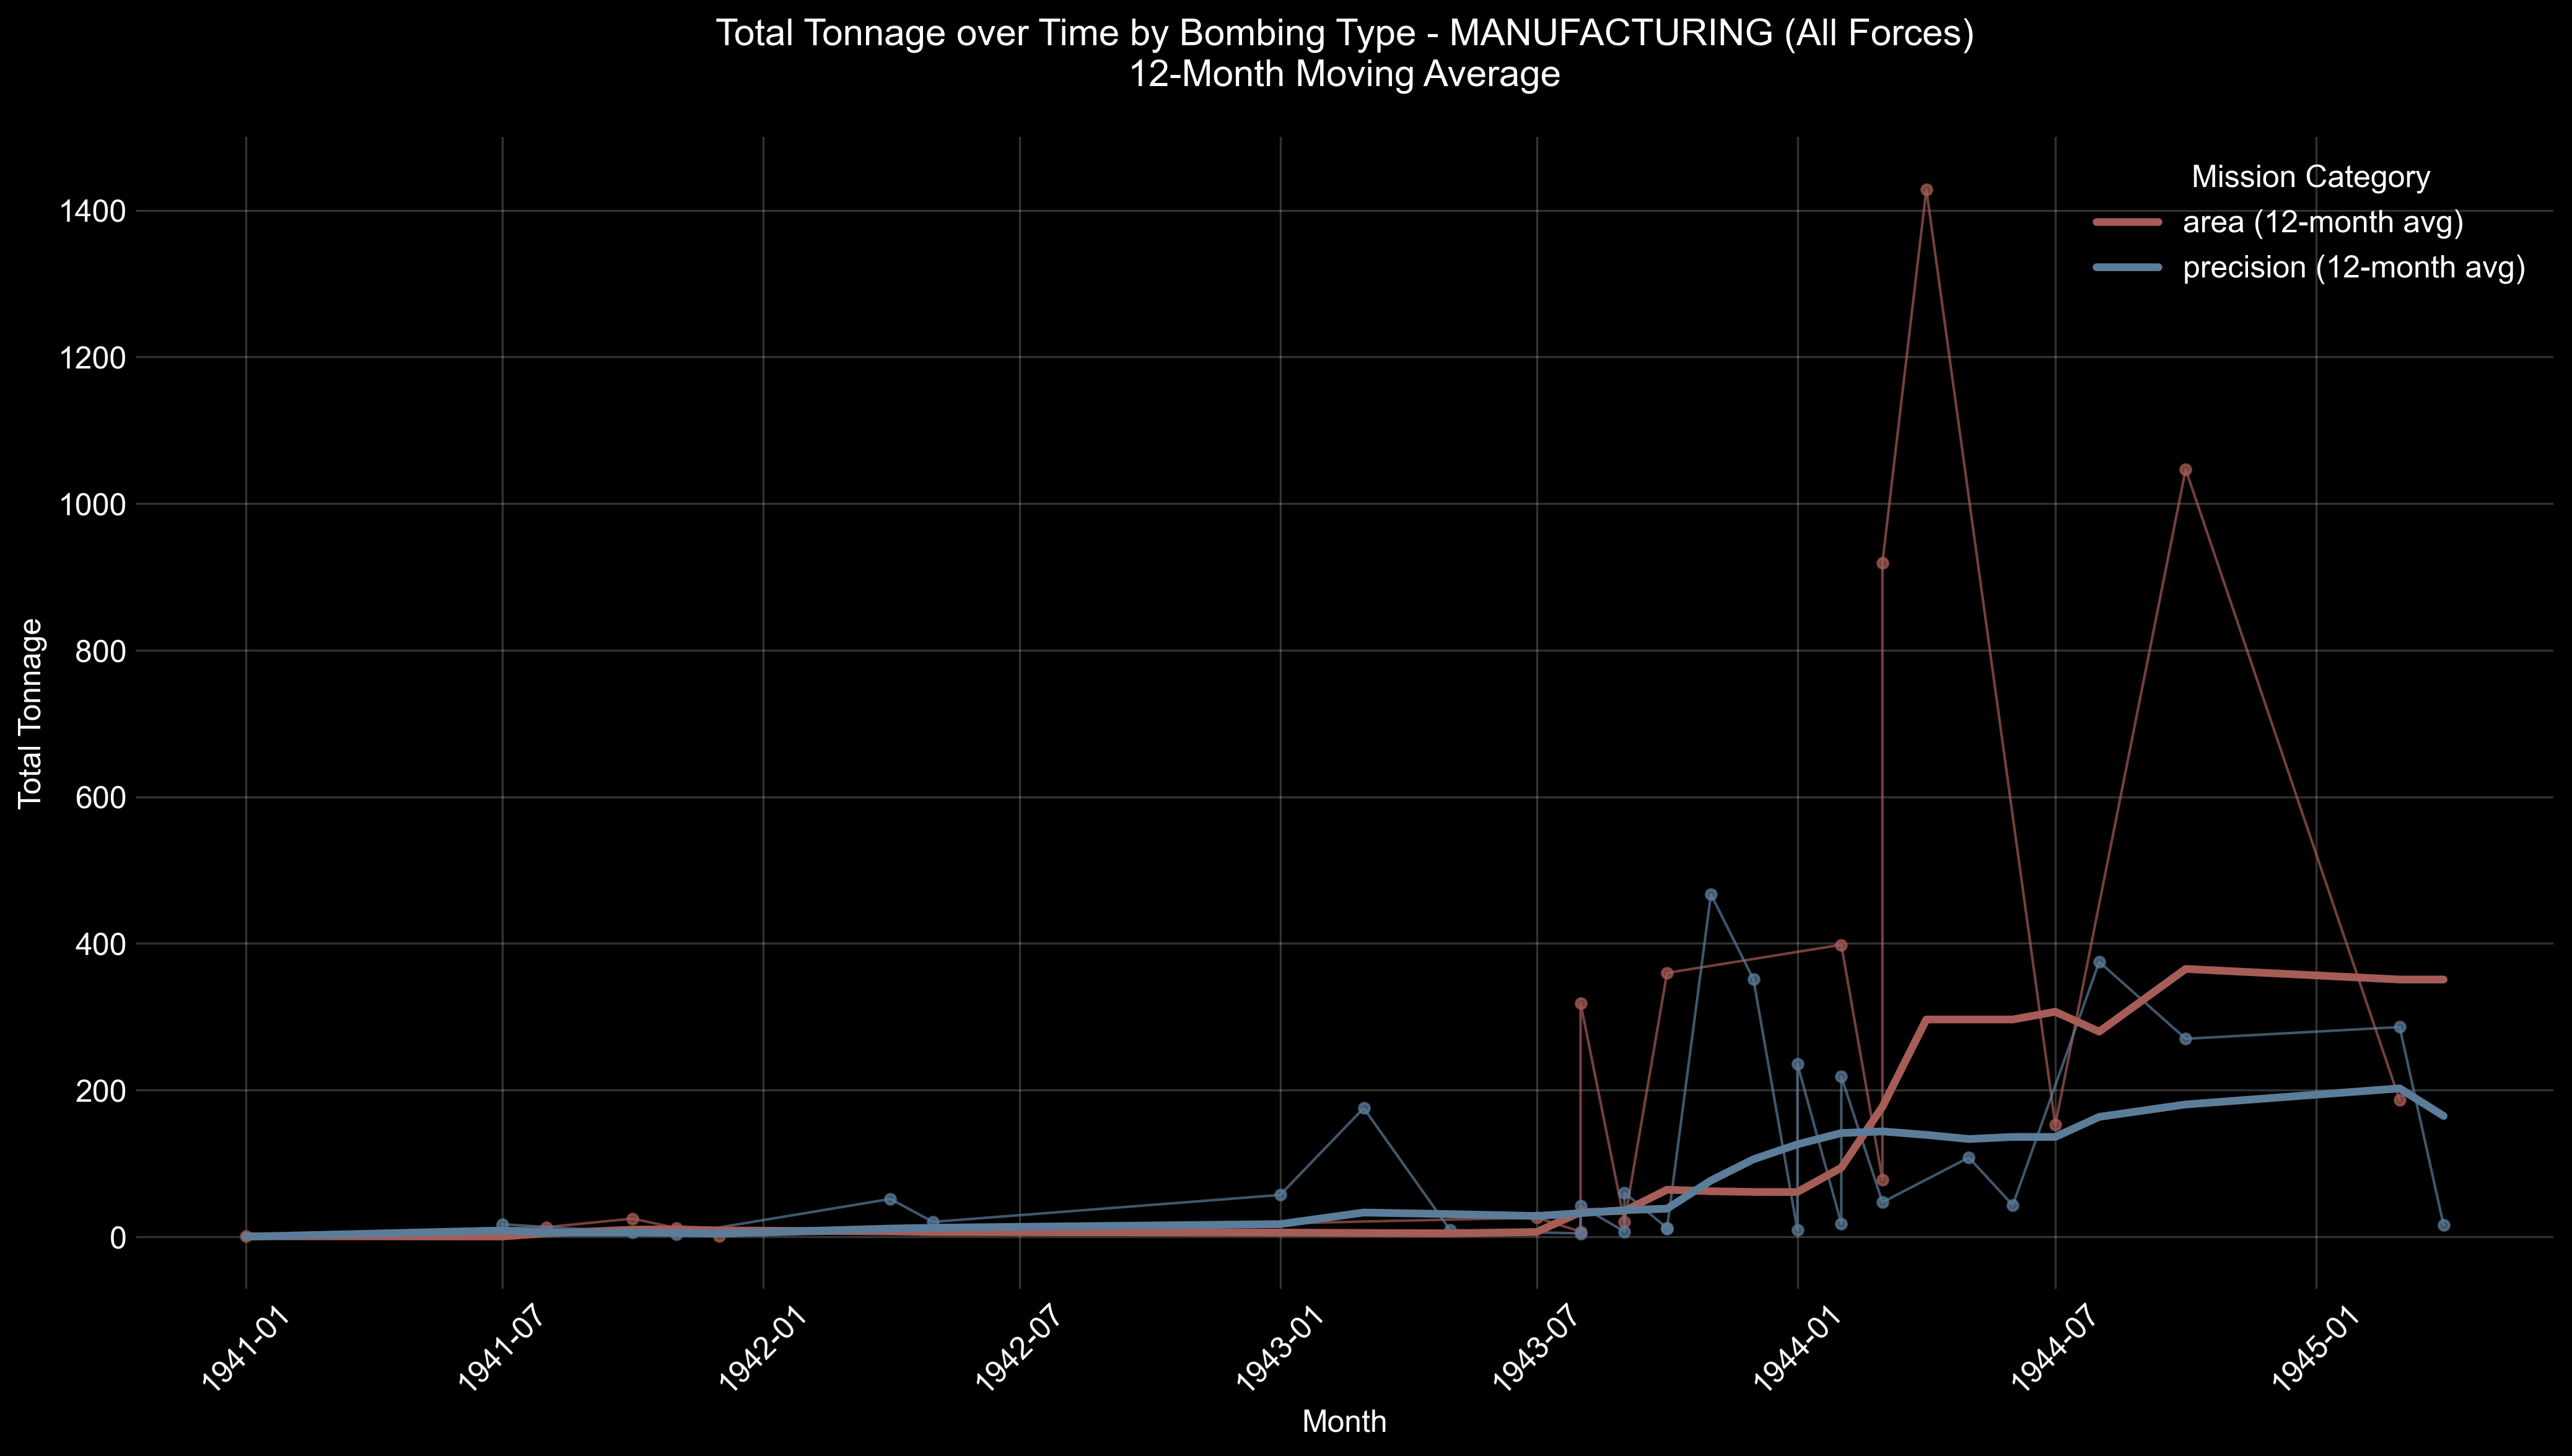 Total Tonnage over Time by Bombing Type - MANUFACTURING (All Forces)
12-Month Moving Average
Mission Category
area (12-month avg)
precision (12-month avg)
Total Tonnage
1400
1200
1000
800
600
400
200
0
1941-01
1941-07
1942-01
1942-07
1943-01
1943-07
1944-01
1944-07
1945-01
Month